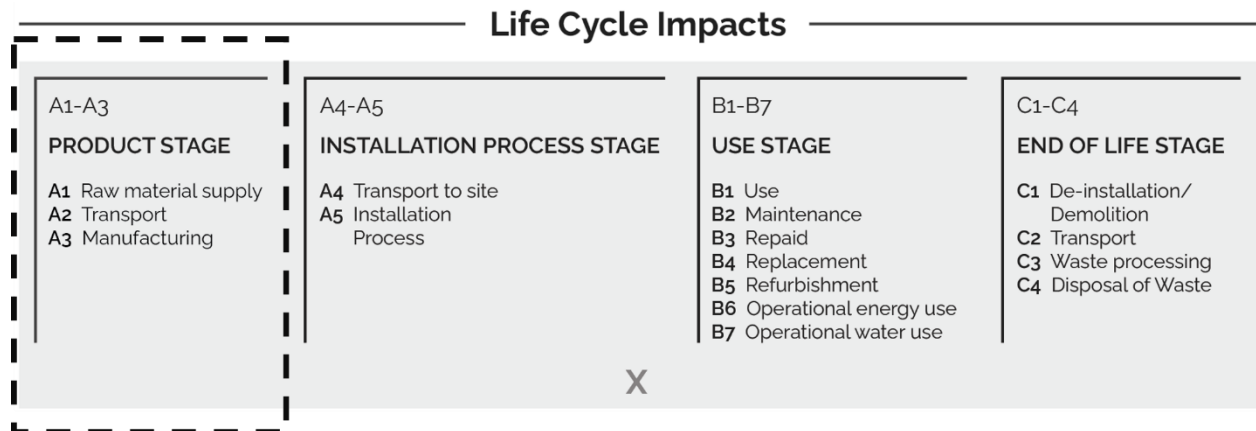 Life Cycle Impacts
A1-A3
PRODUCT STAGE
A1 Raw material supply
A2 Transport
A3 Manufacturing
A4-A5
INSTALLATION PROCESS STAGE
A4 Transport to site
A5 Installation
Process
B1-B7
USE STAGE
B1 Use
B2 Maintenance
B3 Repaid
B4 Replacement
B5 Refurbishment
B6 Operational energy use
B7 Operational water use
C1-C4
END OF LIFE STAGE
C1 De-installation/
Demolition
C2 Transport
C3 Waste processing
C4 Disposal of Waste
X